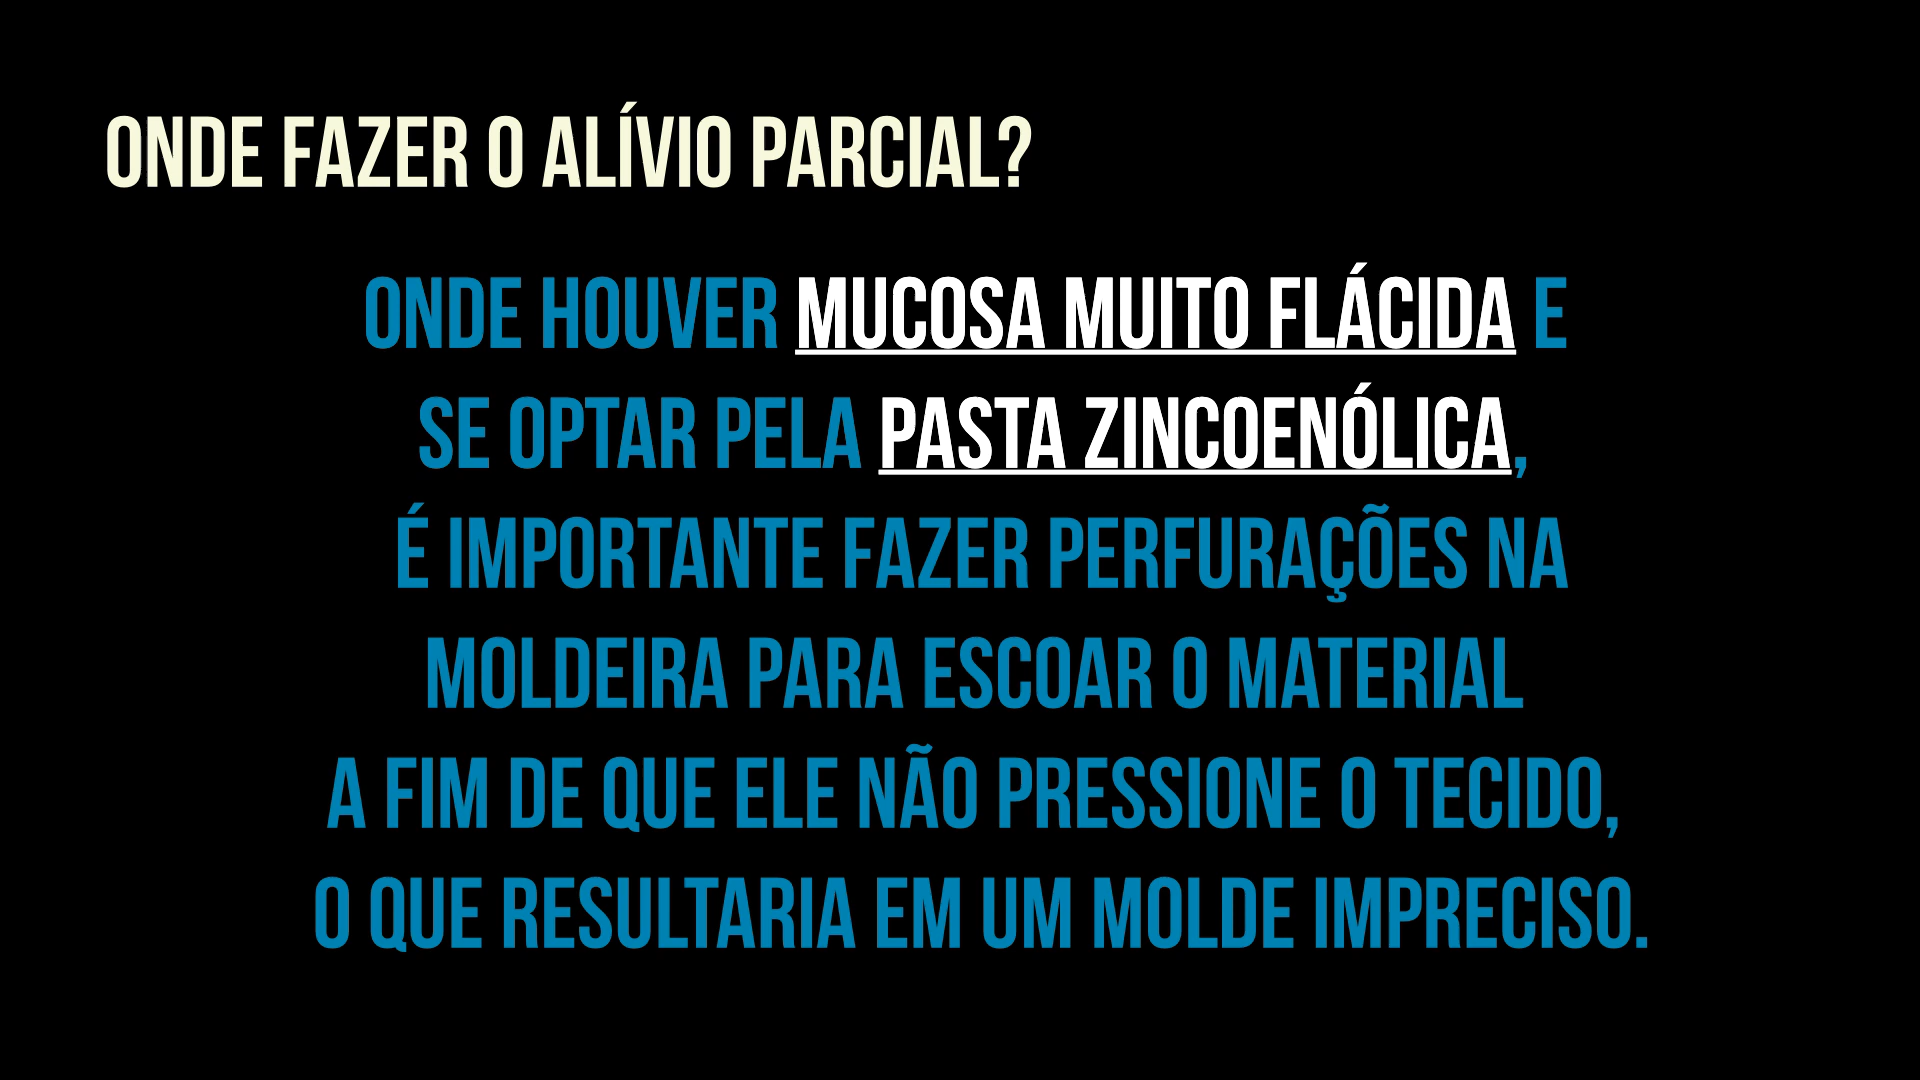 ONDE FAZER O ALÍVIO PARCIAL?
ONDE HOUVER MUCOSA MUITO FLÁCIDA E
SE OPTAR PELA PASTA ZINCOENÓLICA,
É IMPORTANTE FAZER PERFURAÇÕES NA
MOLDEIRA PARA ESCOAR O MATERIAL
A FIM DE QUE ELE NÃO PRESSIONE O TECIDO,
O QUE RESULTARIA EM UM MOLDE IMPRECISO.